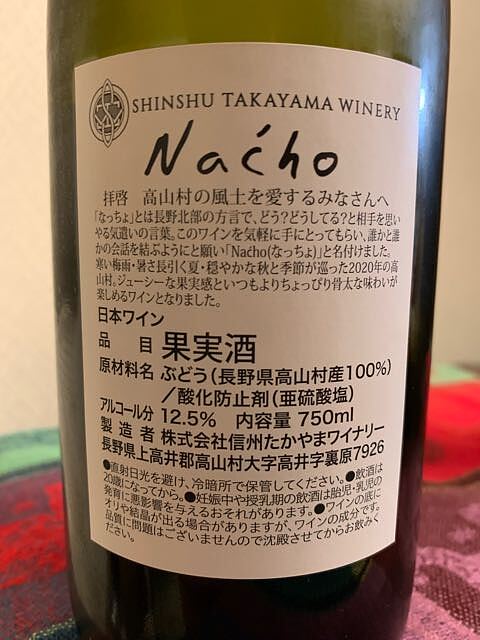 SHINSHU TAKAYAMA WINERY
Naćho
拝啓 高山村の風土を愛するみなさんへ
「なっちょ」とは長野北部の方言で、どう?どうしてる?と相手を思い
やる気遣いの言葉。このワインを気軽に手にとってもらい、誰かと誰
かの会話を結ぶようにと願い「Naćho(なっちょ)」と名付けました。
寒い梅雨・暑さ長引く夏・穏やかな秋と季節が巡った2020年の高
山村。ジューシーな果実感といつもよりちょっぴり骨太な味わいが
楽しめるワインとなりました。
日本ワイン
品 目 果実酒
原材料名 ぶどう(長野県高山村産100%)
/酸化防止剤(亜硫酸塩)
アルコール分 12.5% 内容量 750ml
製造者 株式会社信州たかやまワイナリー
長野県上高井郡高山村大字高井字裏原7926
●直射日光を避け、冷暗所で保管してください。●飲酒は
20歳になってから。●妊娠中や授乳期の飲酒は胎児・乳児の
発育に悪影響を与えるおそれがあります。●ワインの底に
オリや結晶が出る場合がありますが、ワインの成分です。
品質に問題はございませんので沈殿させてからお飲みく
ださい。